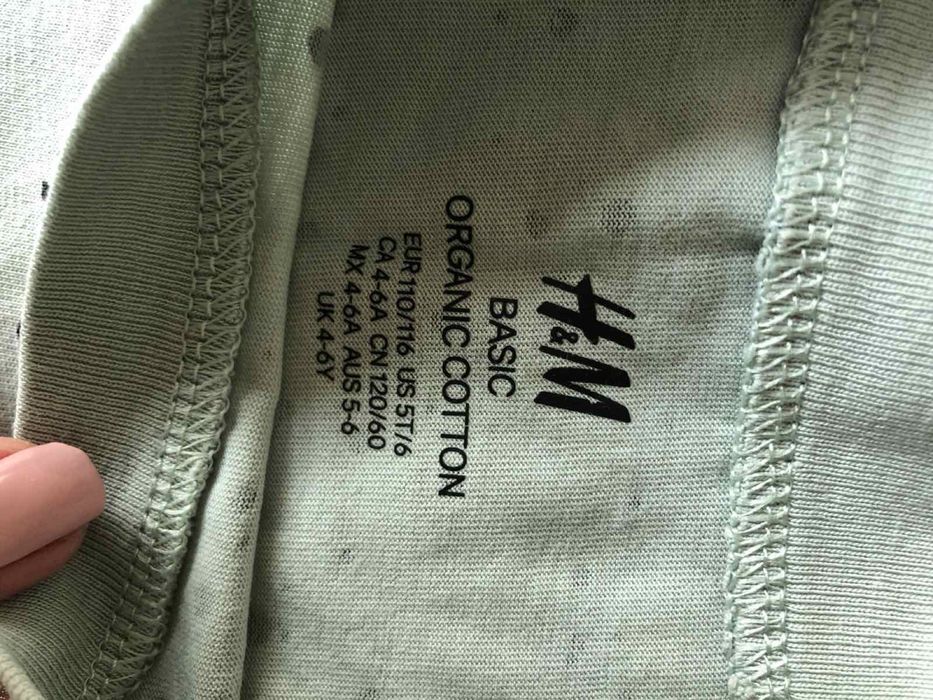 H&M
BASIC
ORGANIC COTTON
EUR 110/116 US 5T/6
CA 4-6A CN 120/60
MX 4-6A AUS 5-6
UK 4-6Y